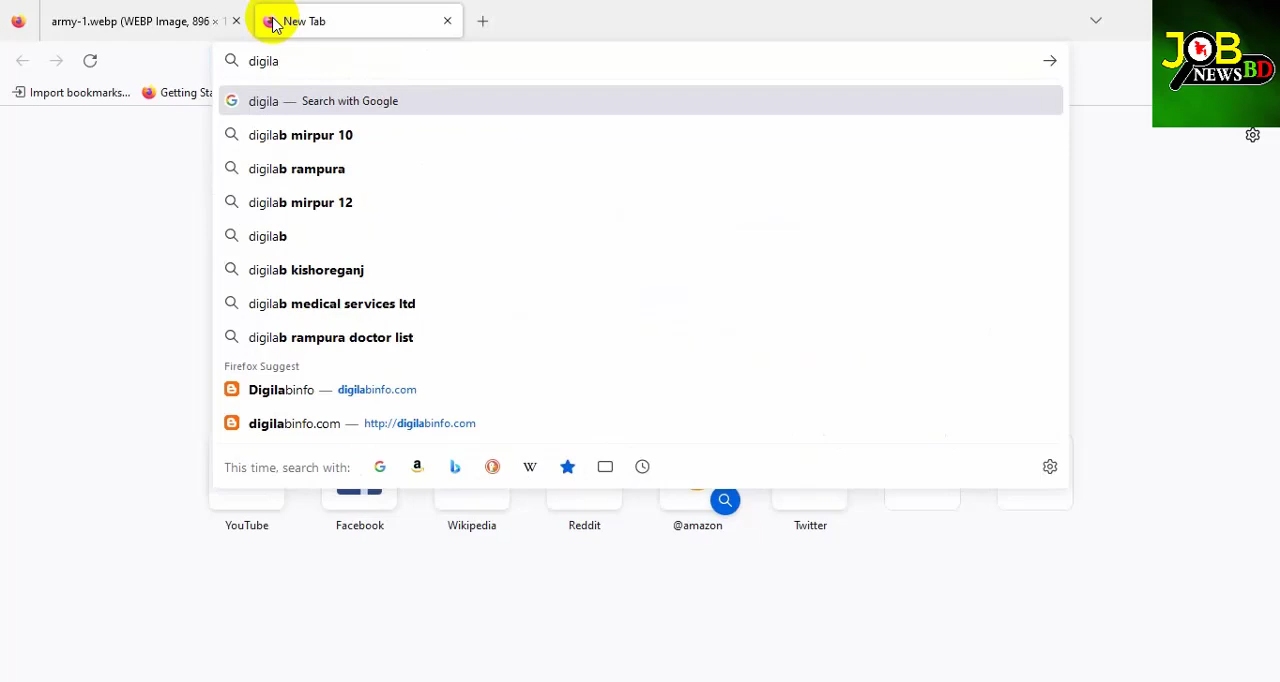 army-1.webp (WEBP Image, 896 ×
New Tab
JOB
NEWSBD
digila
Import bookmarks...
Getting Sta
digila — Search with Google
digilab mirpur 10
digilab rampura
digilab mirpur 12
digilab
digilab kishoreganj
digilab medical services ltd
digilab rampura doctor list
Firefox Suggest
Digilabinfo — digilabinfo.com
digilabinfo.com — http://digilabinfo.com
This time, search with:
YouTube
Facebook
Wikipedia
Reddit
@amazon
Twitter